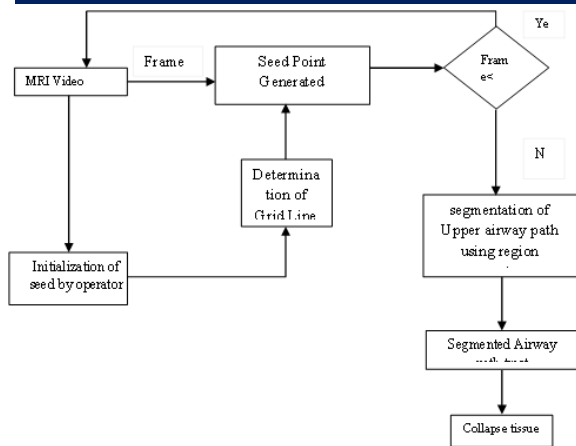 Ye
Frame
MRI Video
Seed Point
Generated
Fram
e<
N
Determina
tion of
Grid Line
Initialization of
seed by operator
segmentation of
Upper airway path
using region
Segmented Airway
Collapse tissue